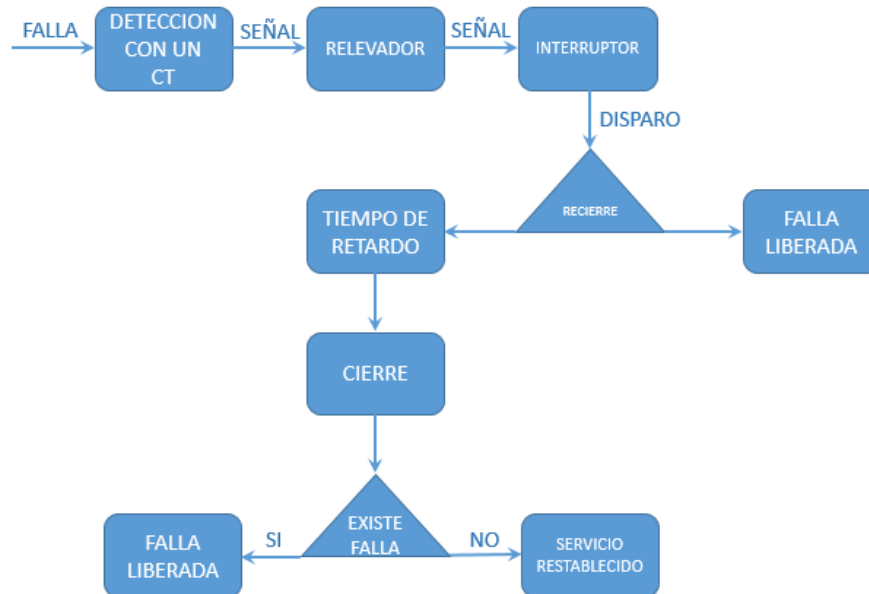 FALLA
DETECCION
CON UN
CT
SEÑAL
RELEVADOR
SEÑAL
INTERRUPTOR
DISPARO
RECIERRE
TIEMPO DE
RETARDO
FALLA
LIBERADA
CIERRE
EXISTE
FALLA
SI
NO
FALLA
LIBERADA
SERVICIO
RESTABLECIDO